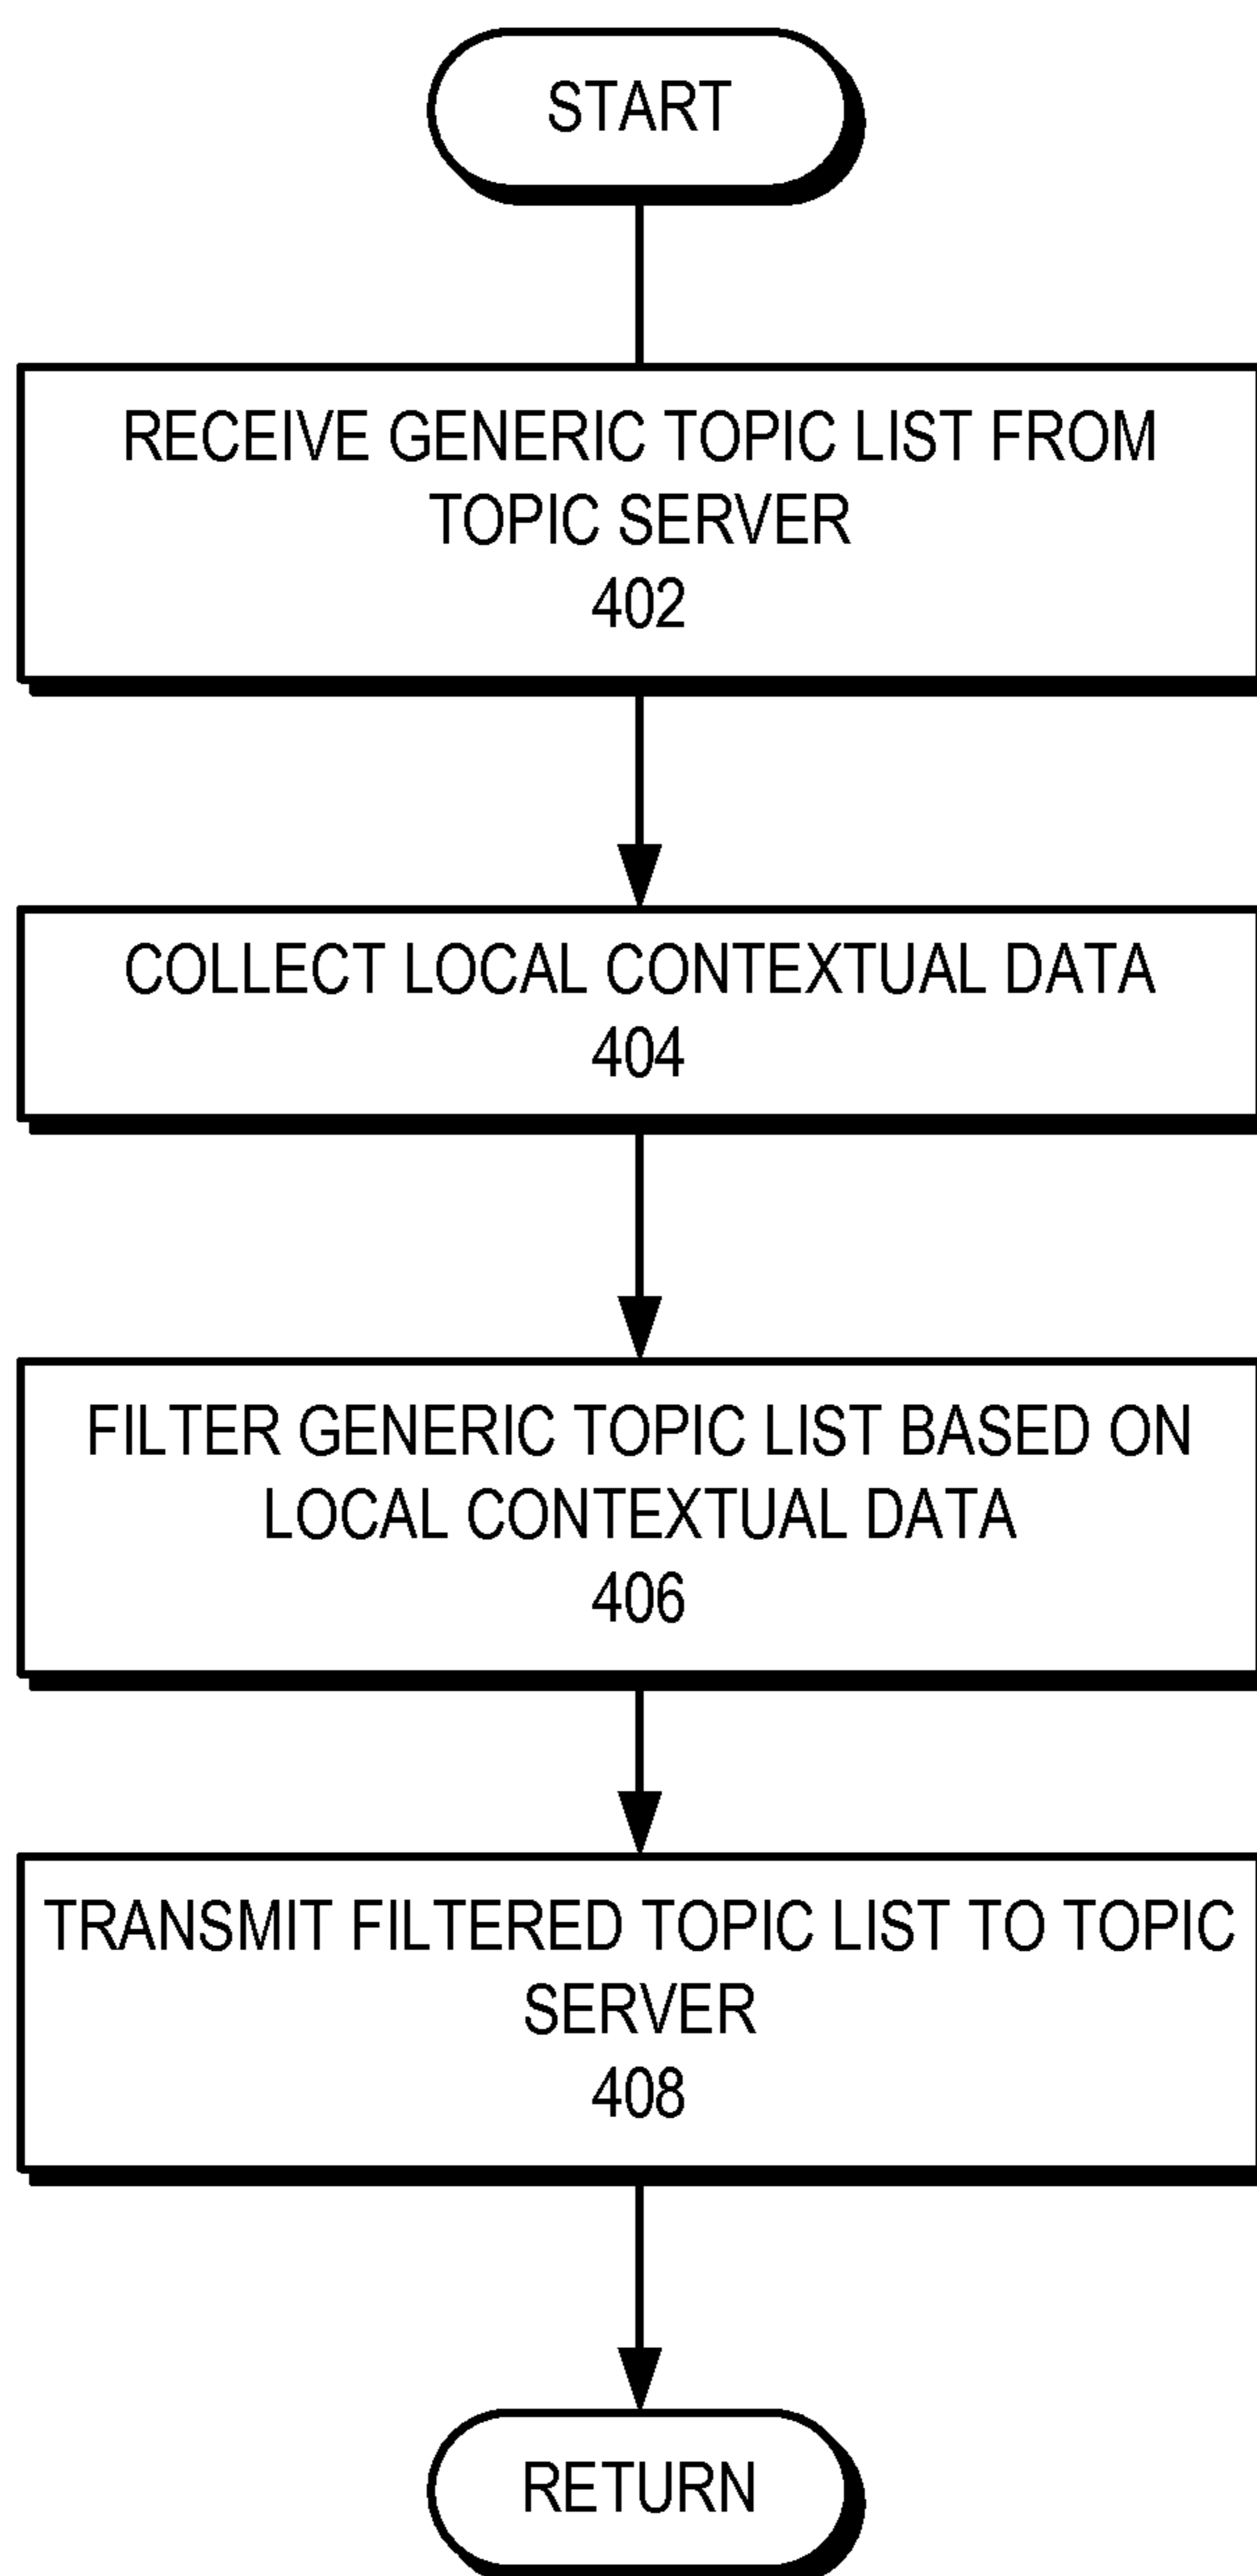 START
RECEIVE GENERIC TOPIC LIST FROM
TOPIC SERVER
402
COLLECT LOCAL CONTEXTUAL DATA
404
FILTER GENERIC TOPIC LIST BASED ON
LOCAL CONTEXTUAL DATA
406
TRANSMIT FILTERED TOPIC LIST TO TOPIC
SERVER
408
RETURN